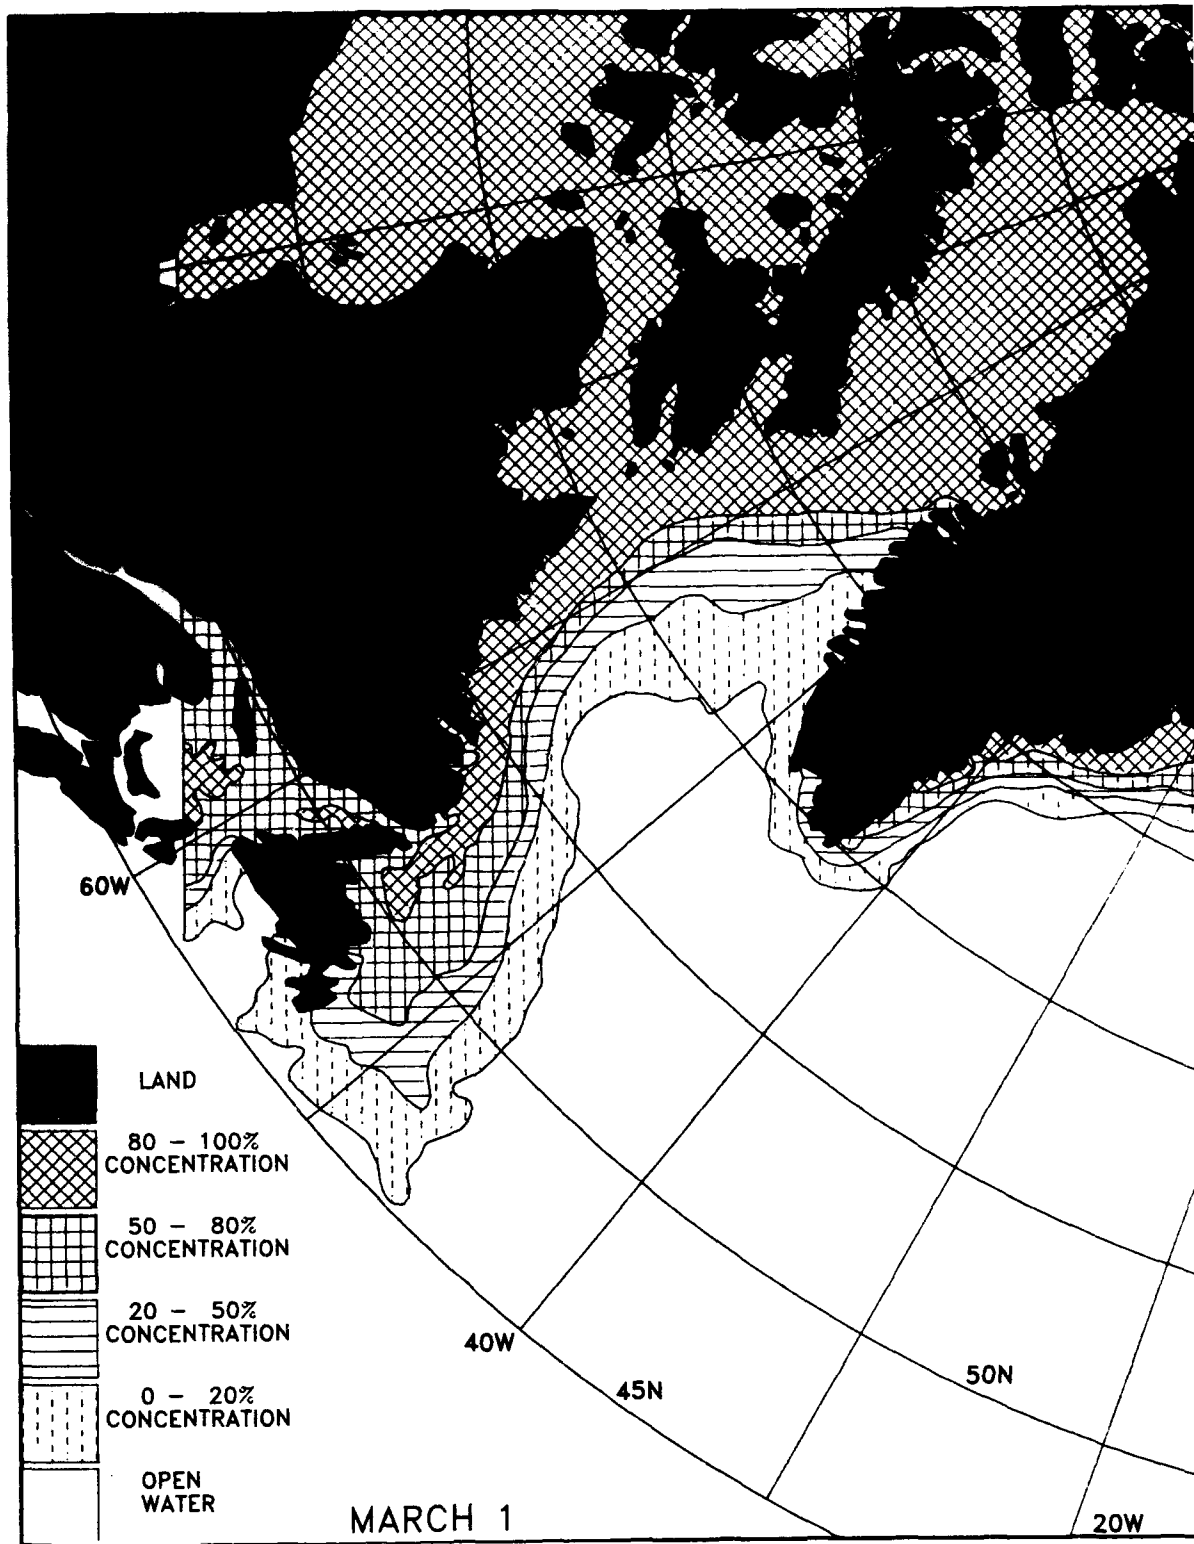 60W
LAND
80 - 100%
CONCENTRATION
50 - 80%
CONCENTRATION
20 - 50%
CONCENTRATION
0 - 20%
CONCENTRATION
OPEN
WATER
40W
45N
50N
MARCH 1
20W